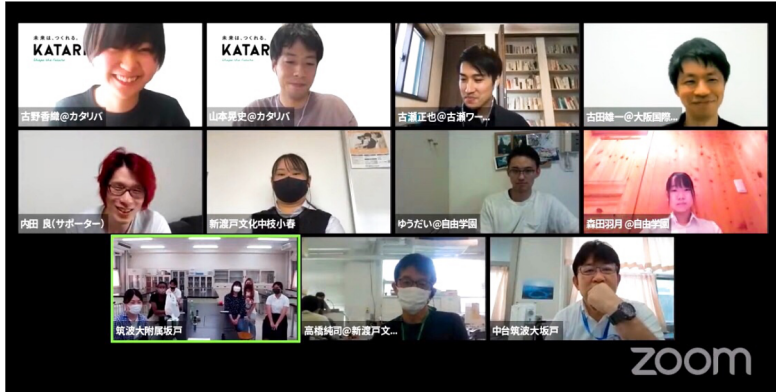 未来は、つくれる。
KATAR
未来は、つくれる。
KATAR
古野香織@カタリバ
山本晃史@カタリバ
古瀬正也@古瀬ワー...
古田雄一@大阪国際...
内田 良(サポーター)
新渡戸文化中枝小春
ゆうだい@自由学園
森田羽月 @自由学園
筑波大附属坂戸
高橋純司@新渡戸文...
中台筑波大坂戸
zoom